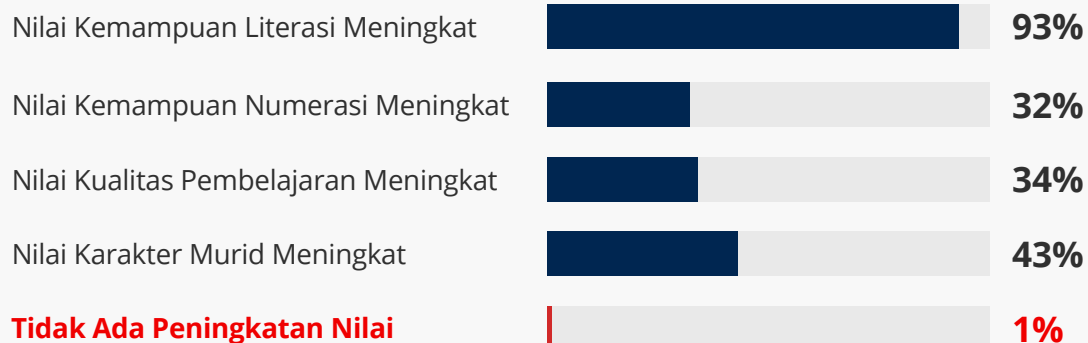 Nilai Kemampuan Literasi Meningkat 93%
Nilai Kemampuan Numerasi Meningkat 32%
Nilai Kualitas Pembelajaran Meningkat 34%
Nilai Karakter Murid Meningkat 43%
Tidak Ada Peningkatan Nilai 1%